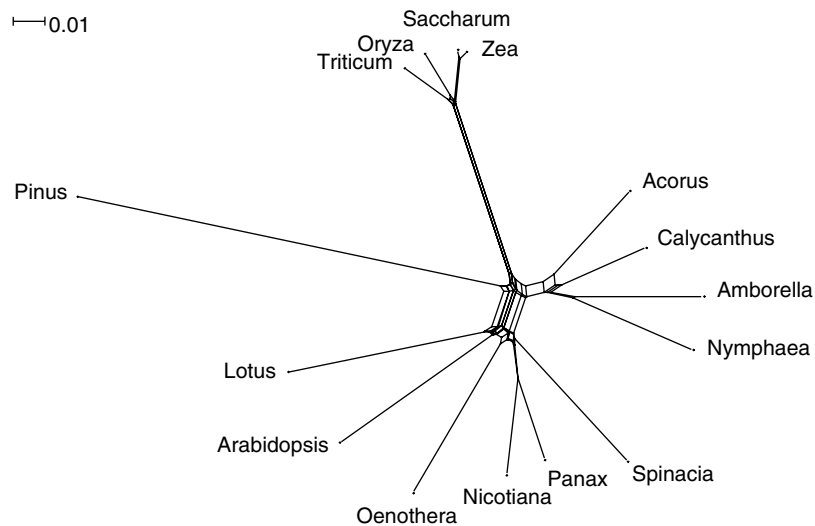 0.01
Saccharum
Oryza
Zea
Triticum
Pinus
Acorus
Calycanthus
Amborella
Nymphaea
Lotus
Arabidopsis
Spinacia
Panax
Nicotiana
Oenothera